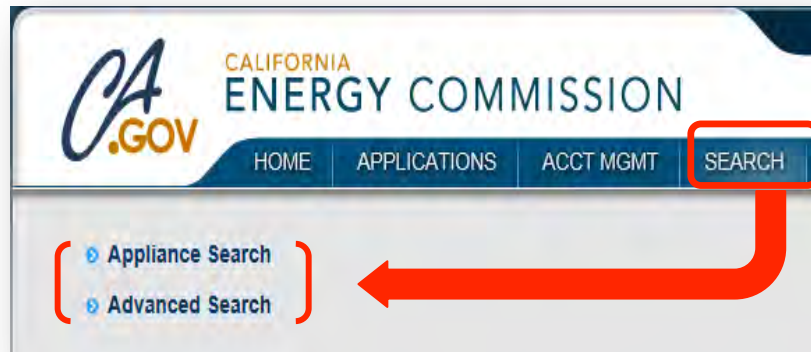 CA
.GOV
CALIFORNIA
ENERGY COMMISSION
HOME APPLICATIONS ACCT MGMT SEARCH
Appliance Search
Advanced Search